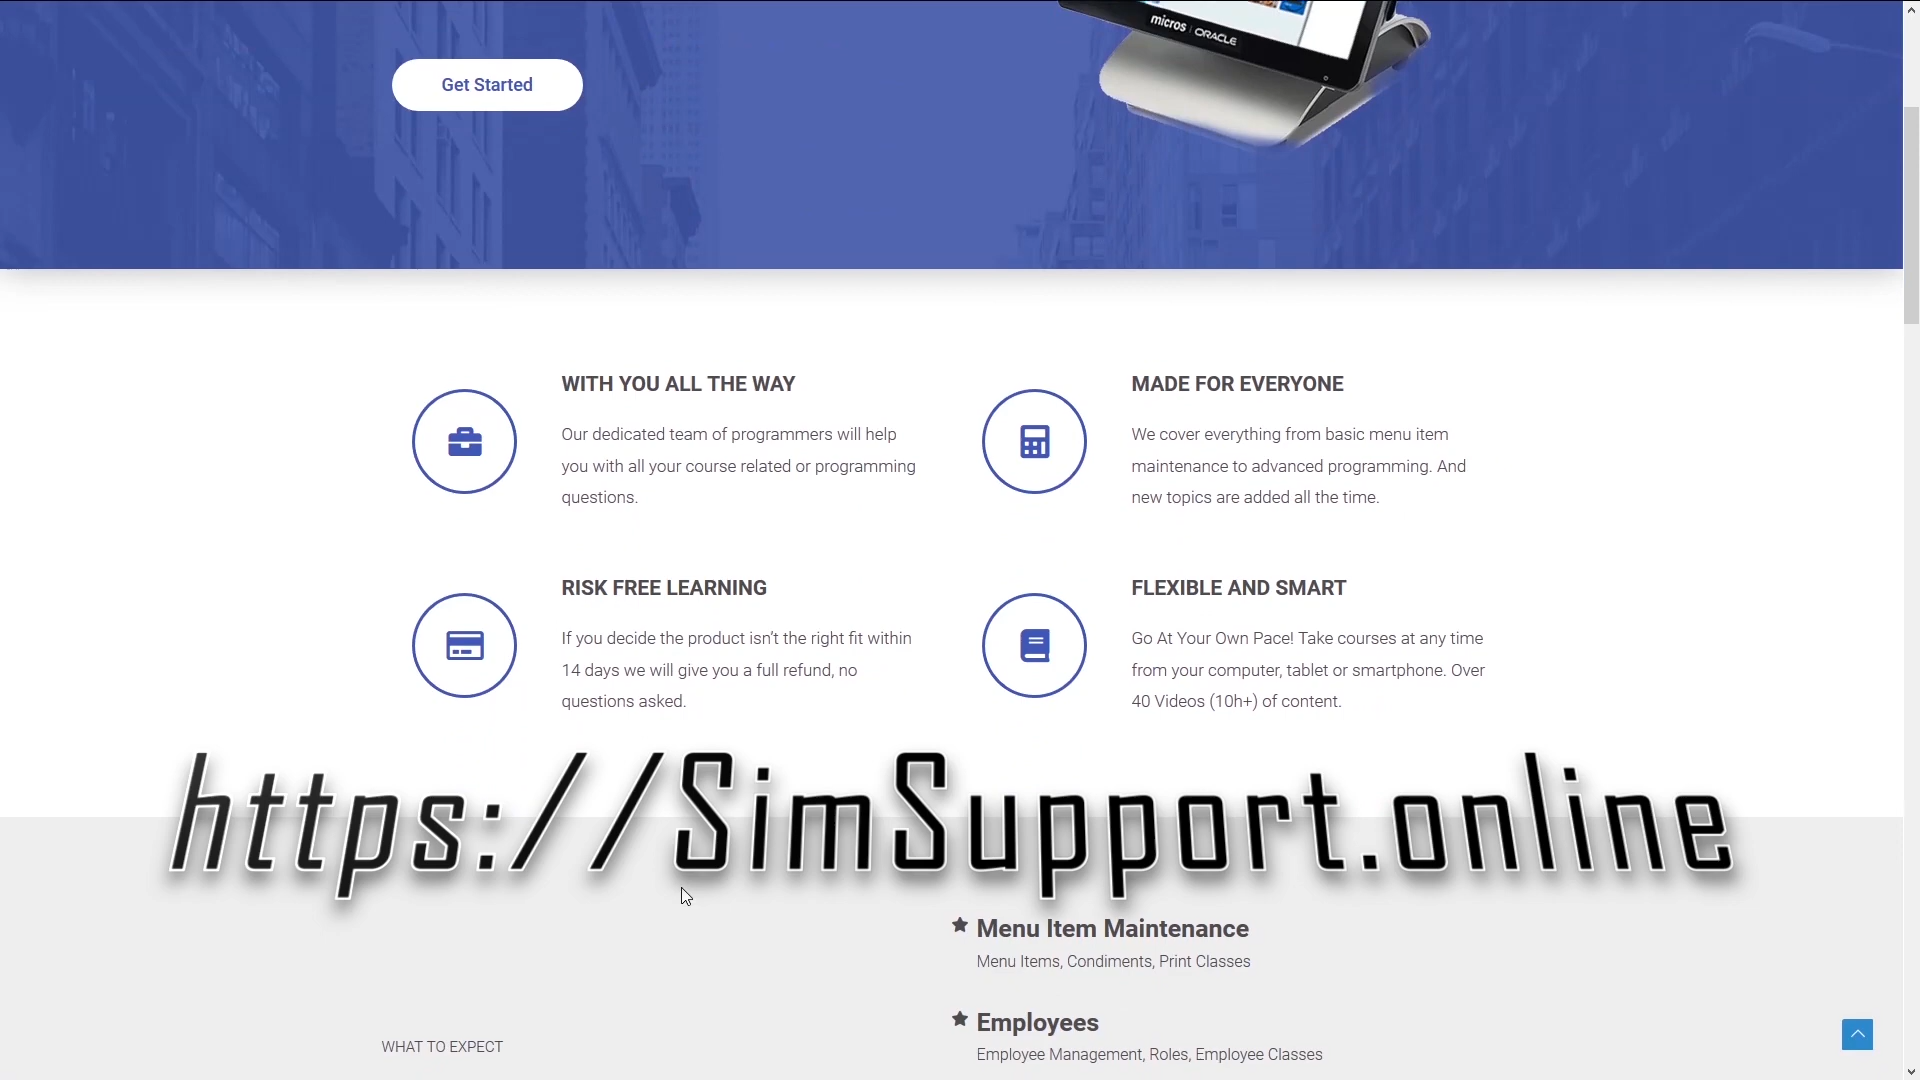 micros | ORACLE
Get Started
WITH YOU ALL THE WAY
Our dedicated team of programmers will help
you with all your course related or programming
questions.
MADE FOR EVERYONE
We cover everything from basic menu item
maintenance to advanced programming. And
new topics are added all the time.
RISK FREE LEARNING
If you decide the product isn't the right fit within
14 days we will give you a full refund, no
questions asked.
FLEXIBLE AND SMART
Go At Your Own Pace! Take courses at any time
from your computer, tablet or smartphone. Over
40 Videos (10h+) of content.
https://SimSupport.online
Menu Item Maintenance
Menu Items, Condiments, Print Classes
WHAT TO EXPECT
Employees
Employee Management, Roles, Employee Classes